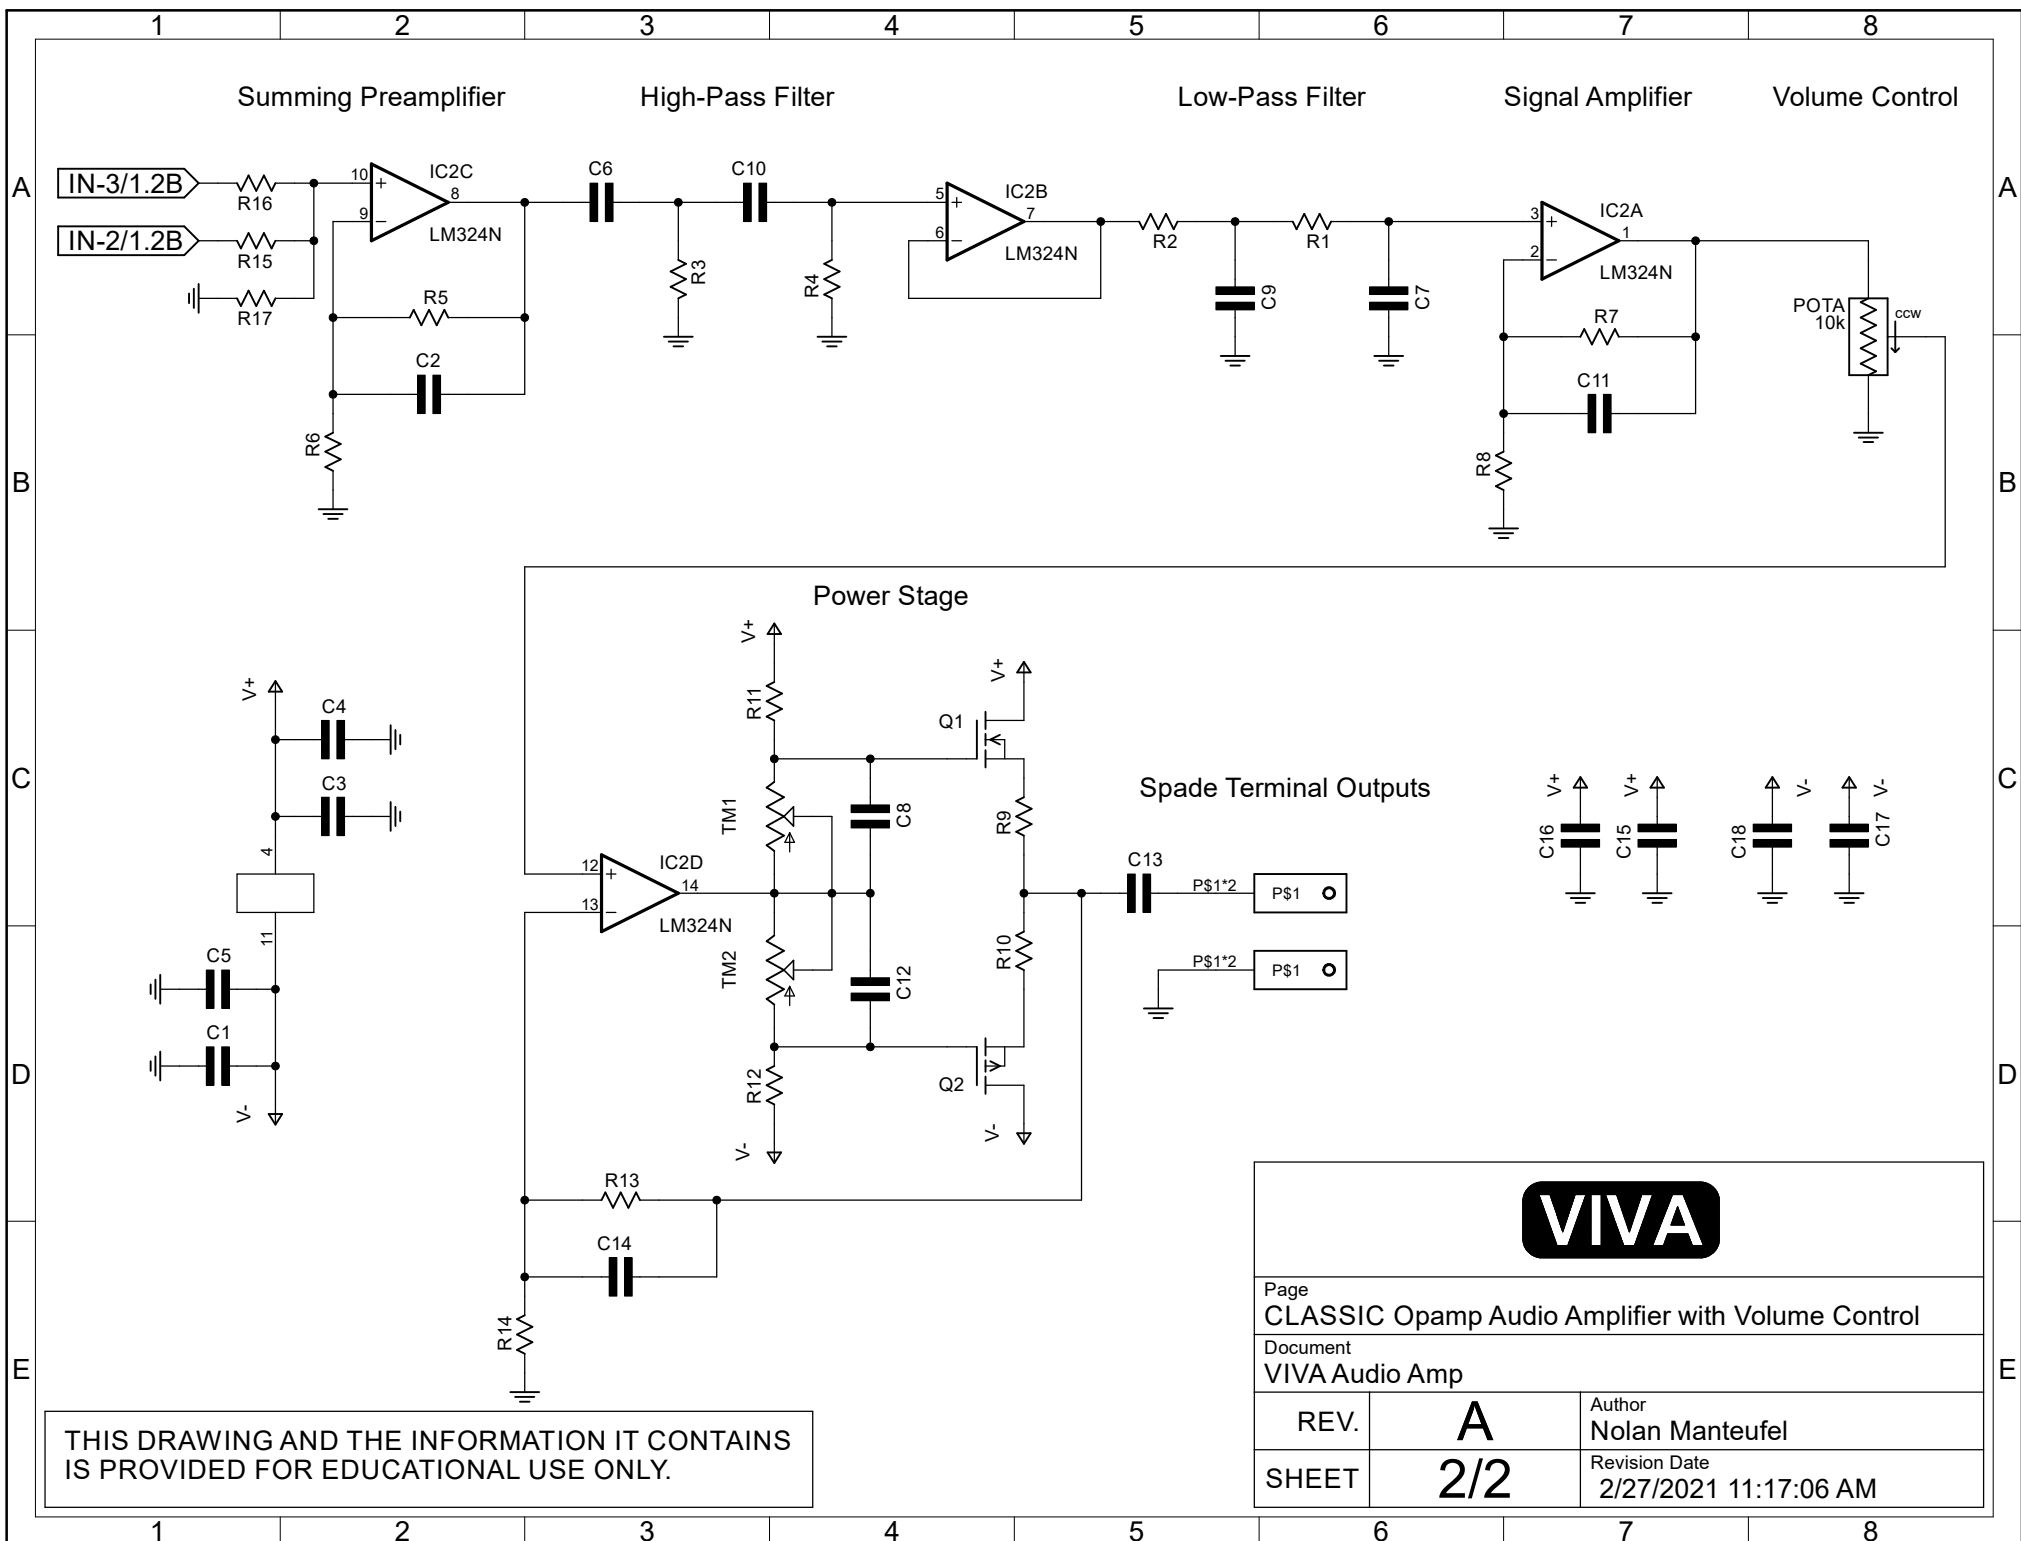 1 2 3 4 5 6 7 8
Summing Preamplifier High-Pass Filter Low-Pass Filter Signal Amplifier Volume Control
A A
IN-3/1.2B
R16
IN-2/1.2B
R15
R17
10
9
8
IC2C
LM324N
R5
C2
R6
C6
C10
R3
R4
5
6
7
IC2B
LM324N
R2
R1
C9
C7
3
2
1
IC2A
LM324N
R7
C11
R8
POTA
10k
ccw
B B
Power Stage
V+
C4
C3
4
11
C5
C1
V-
C C
12
13
14
IC2D
LM324N
V+
R11
TM1
TM2
R12
V-
C8
C12
V+
Q1
R9
R10
Q2
V-
R13
C14
R14
Spade Terminal Outputs
C13
P$1*2
P$1
P$1*2
P$1
V+ V+ V- V-
C16 C15 C18 C17
D D
E E
THIS DRAWING AND THE INFORMATION IT CONTAINS
IS PROVIDED FOR EDUCATIONAL USE ONLY.
VIVA
Page
CLASSIC Opamp Audio Amplifier with Volume Control
Document
VIVA Audio Amp
REV. A
Author
Nolan Manteufel
SHEET 2/2
Revision Date
2/27/2021 11:17:06 AM
1 2 3 4 5 6 7 8